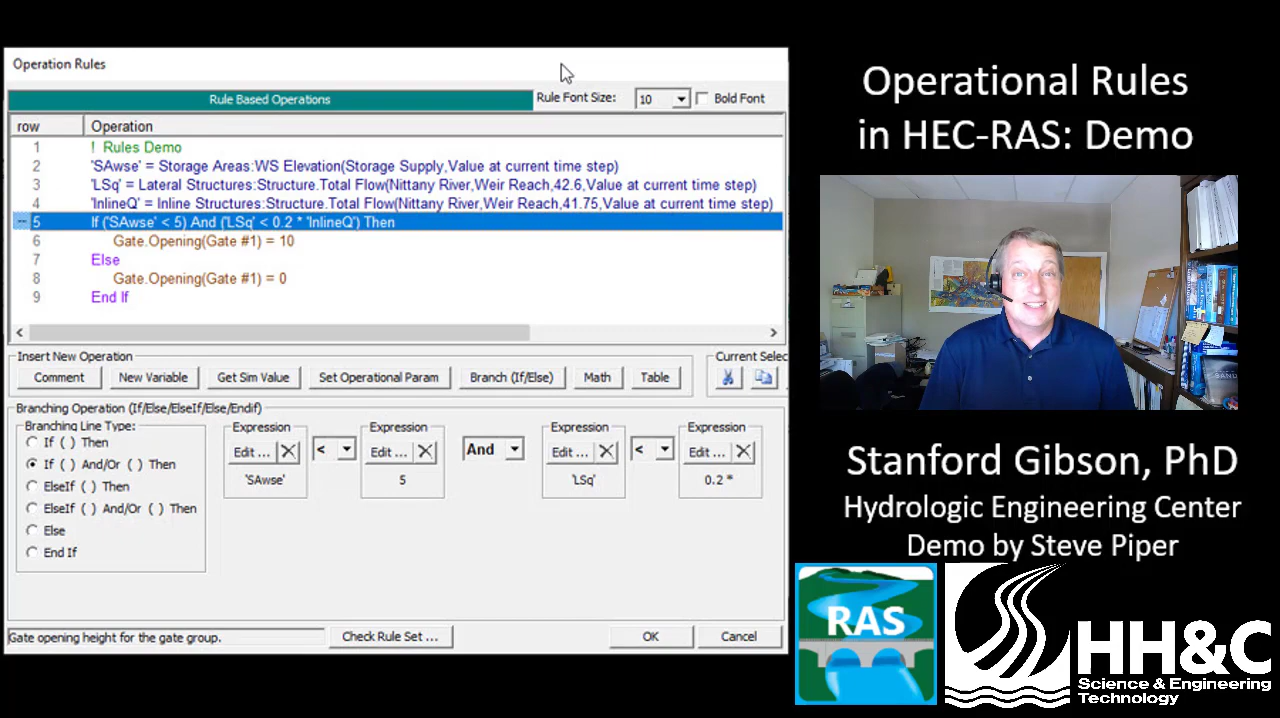 Operation Rules
Rule Based Operations
Rule Font Size: 10 Bold Font
row Operation
1 ! Rules Demo
2 'SAwse' = Storage Areas:WS Elevation(Storage Supply,Value at current time step)
3 'LSq' = Lateral Structures:Structure.Total Flow(Nittany River,Weir Reach,42.6,Value at current time step)
4 'InlineQ' = Inline Structures:Structure.Total Flow(Nittany River,Weir Reach,41.75,Value at current time step)
5 If ('SAwse' < 5) And ('LSq' < 0.2 * 'InlineQ') Then
6 Gate.Opening(Gate #1) = 10
7 Else
8 Gate.Opening(Gate #1) = 0
9 End If
Insert New Operation
Current Selec
Comment New Variable Get Sim Value Set Operational Param Branch (If/Else) Math Table
Branching Operation (If/Else/ElseIf/Else/Endif)
Branching Line Type:
If ( ) Then
If ( ) And/Or ( ) Then
ElseIf ( ) Then
ElseIf ( ) And/Or ( ) Then
Else
End If
Expression Expression Expression Expression
Edit ... < Edit ... And Edit ... < Edit ...
'SAwse' 5 'LSq' 0.2 *
Gate opening height for the gate group.
Check Rule Set ... OK Cancel
Operational Rules
in HEC-RAS: Demo
Stanford Gibson, PhD
Hydrologic Engineering Center
Demo by Steve Piper
RAS
HH&C
Science & Engineering
Technology